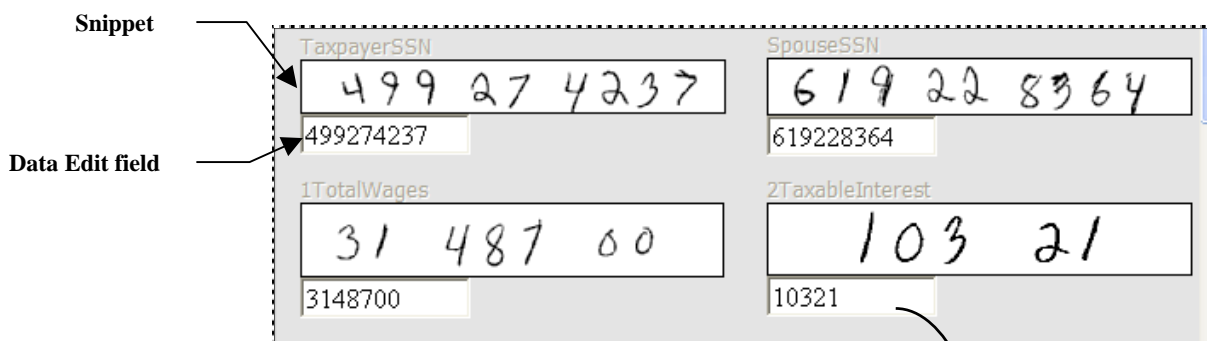 Snippet
TaxpayerSSN SpouseSSN
499 27 4237 619 22 8364
499274237 619228364
Data Edit field
1TotalWages 2TaxableInterest
31 487 00 103 21
3148700 10321